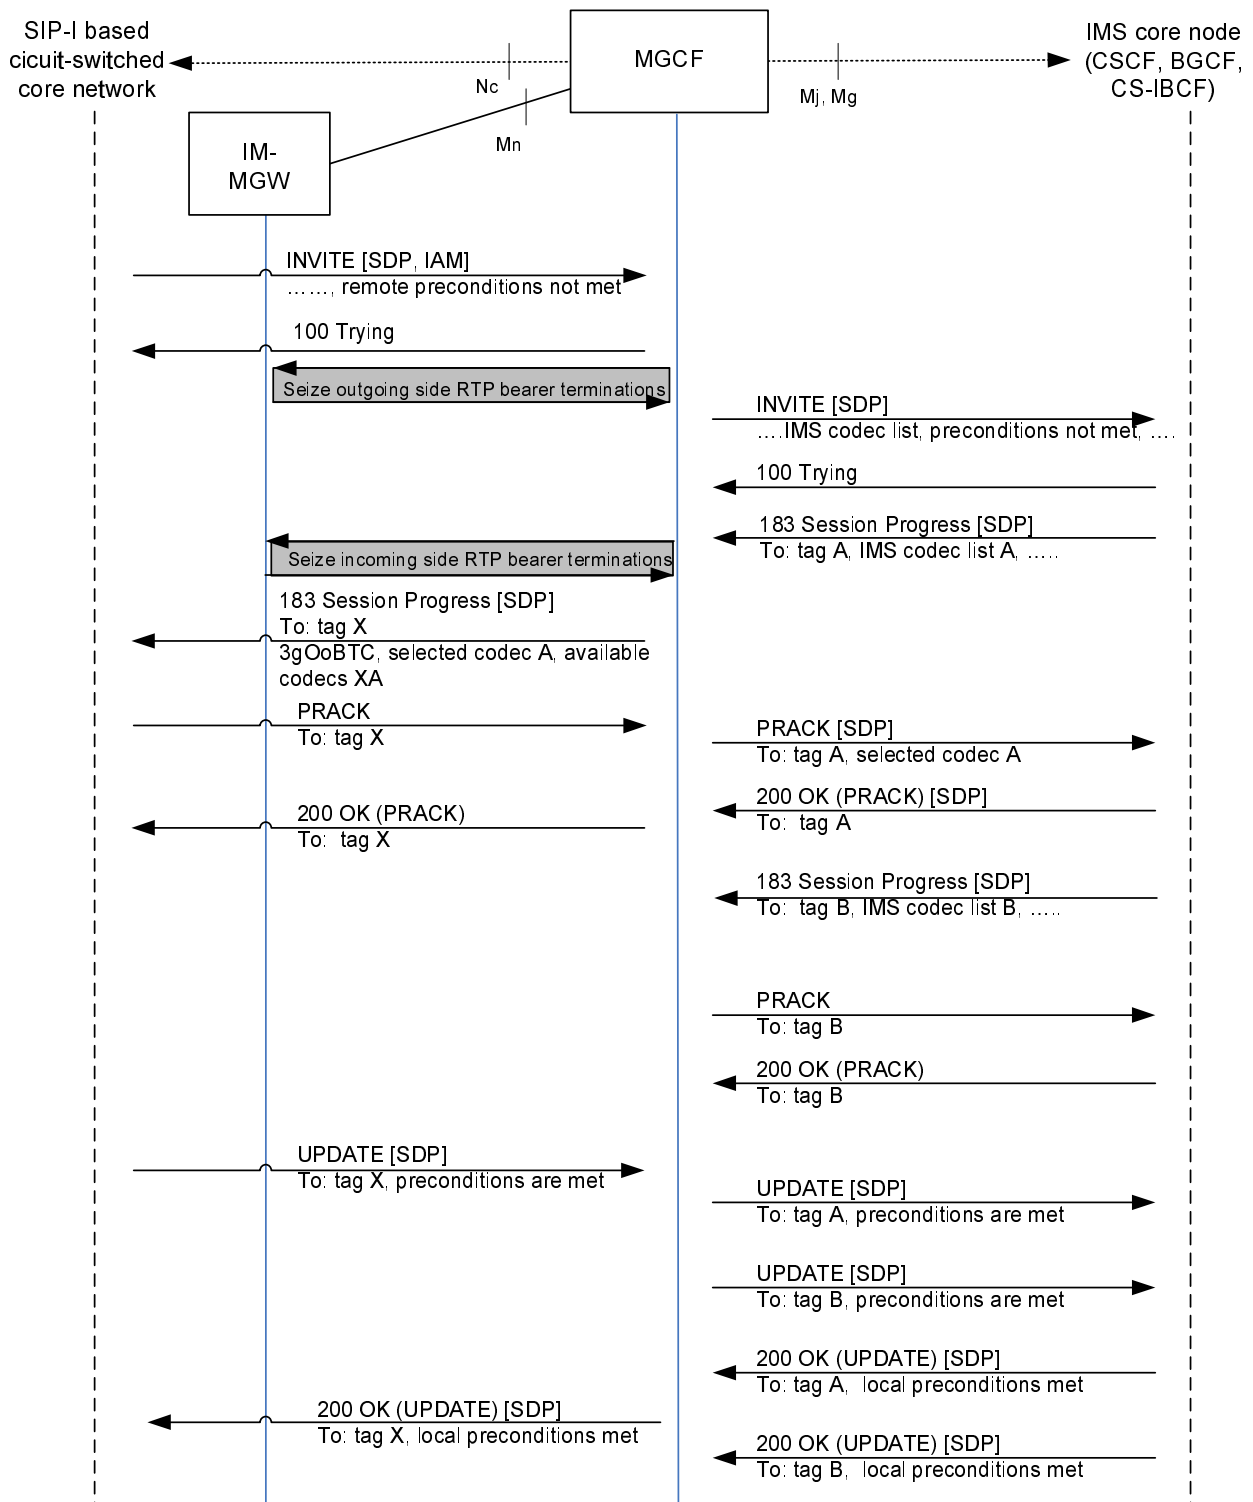 SIP-I based
cicuit-switched
core network
MGCF
IMS core node
(CSCF, BGCF,
CS-IBCF)
Nc
Mj, Mg
Mn
IM-
MGW
INVITE [SDP, IAM]
……, remote preconditions not met
100 Trying
Seize outgoing side RTP bearer terminations
INVITE [SDP]
….IMS codec list, preconditions not met, ….
100 Trying
183 Session Progress [SDP]
To: tag A, IMS codec list A, …..
Seize incoming side RTP bearer terminations
183 Session Progress [SDP]
To: tag X
3gOoBTC, selected codec A, available
codecs XA
PRACK
To: tag X
PRACK [SDP]
To: tag A, selected codec A
200 OK (PRACK) [SDP]
To: tag A
200 OK (PRACK)
To: tag X
183 Session Progress [SDP]
To: tag B, IMS codec list B, …..
PRACK
To: tag B
200 OK (PRACK)
To: tag B
UPDATE [SDP]
To: tag X, preconditions are met
UPDATE [SDP]
To: tag A, preconditions are met
UPDATE [SDP]
To: tag B, preconditions are met
200 OK (UPDATE) [SDP]
To: tag A, local preconditions met
200 OK (UPDATE) [SDP]
To: tag X, local preconditions met
200 OK (UPDATE) [SDP]
To: tag B, local preconditions met